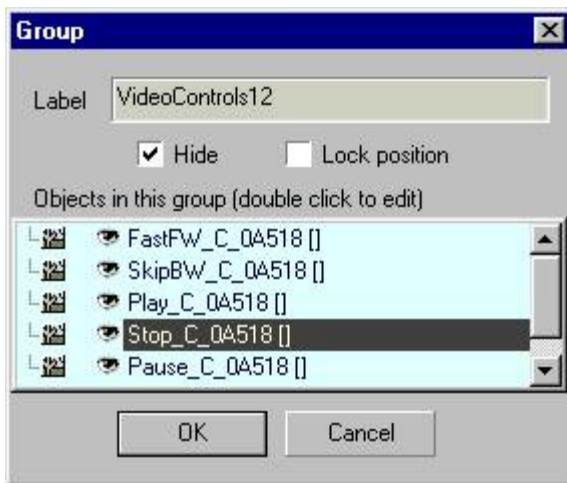 Group
Label VideoControls12
Hide Lock position
Objects in this group (double click to edit)
FastFW_C_0A518 []
SkipBW_C_0A518 []
Play_C_0A518 []
Stop_C_0A518 []
Pause_C_0A518 []
OK Cancel